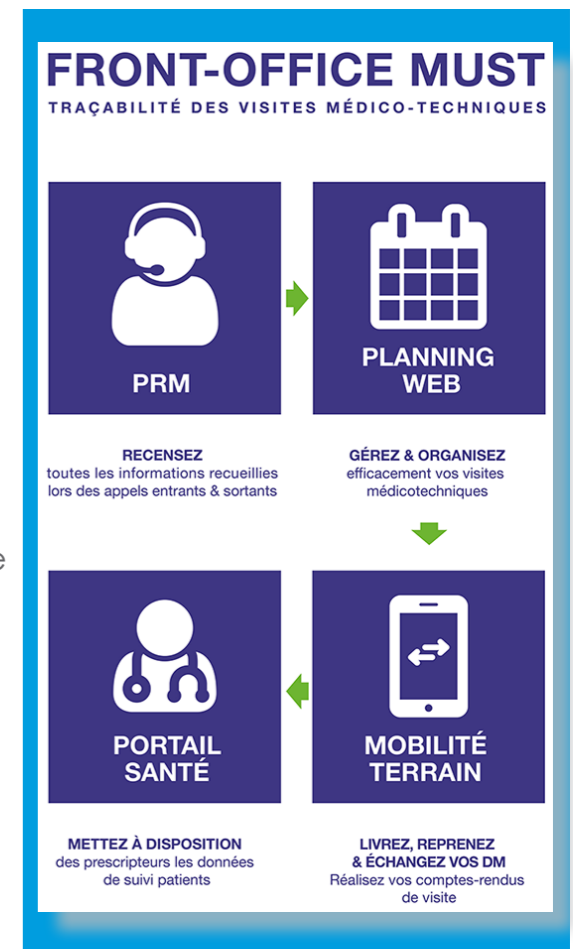 FRONT-OFFICE MUST
TRAÇABILITÉ DES VISITES MÉDICO-TECHNIQUES
PRM
RECENSEZ
toutes les informations recueillies
lors des appels entrants & sortants
PLANNING
WEB
GÉREZ & ORGANISEZ
efficacement vos visites
médicotechniques
e
MOBILITÉ
TERRAIN
LIVREZ, REPRENEZ
& ÉCHANGEZ VOS DM
Réalisez vos comptes-rendus
de visite
PORTAIL
SANTÉ
METTEZ À DISPOSITION
des prescripteurs les données
de suivi patients